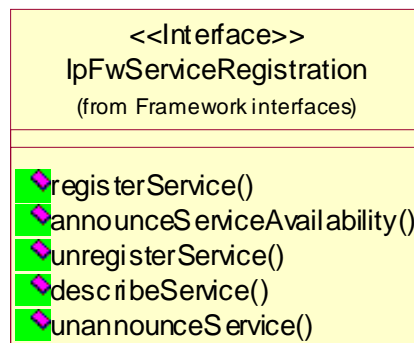 <<Interface>>
IpFwServiceRegistration
(from Framework interfaces)
registerService()
announceServiceAvailability()
unregisterService()
describeService()
unannounceService()